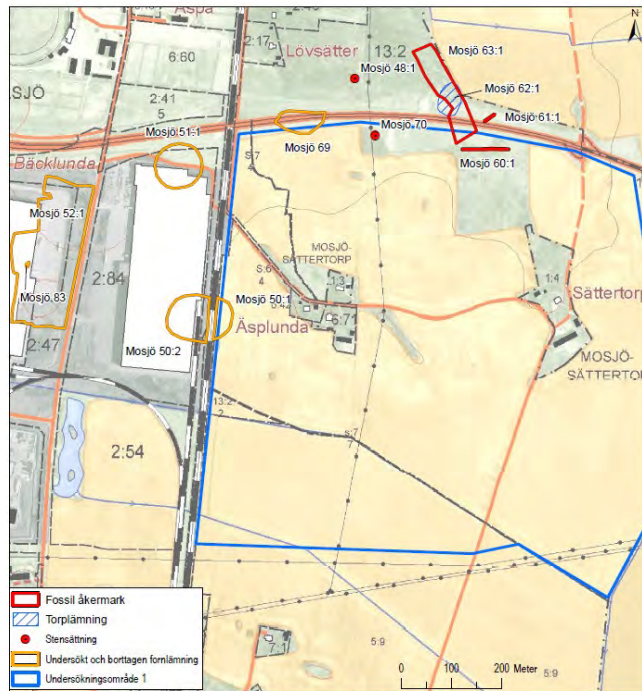 Äspa
N
2:17
Lövsätter
13:2
Mosjö 63:1
6:60
Mosjö 48:1
Mosjö 62:1
SJÖ
2:41
5
Mosjö 51:1
Mosjö 61:1
Mosjö 69
Mosjö 70
Bäcklunda
S:7
Mosjö 60:1
Mosjö 52:1
MOSJÖ-
SÄTTERTORP
1:4
2:84
S:6
4
Sättertorp
Mosjö 83
Mosjö 50:1
Äsplunda
6:71
MOSJÖ-
SÄTTERTORP
2:47
Mosjö 50:2
13:2
2
s:7
7
2:54
Fossil åkermark
Torplämning
Stensättning
Undersökt och borttagen fornlämning
Undersökningsområde 1
7:1
5:9
5:9
0 100 200 Meter